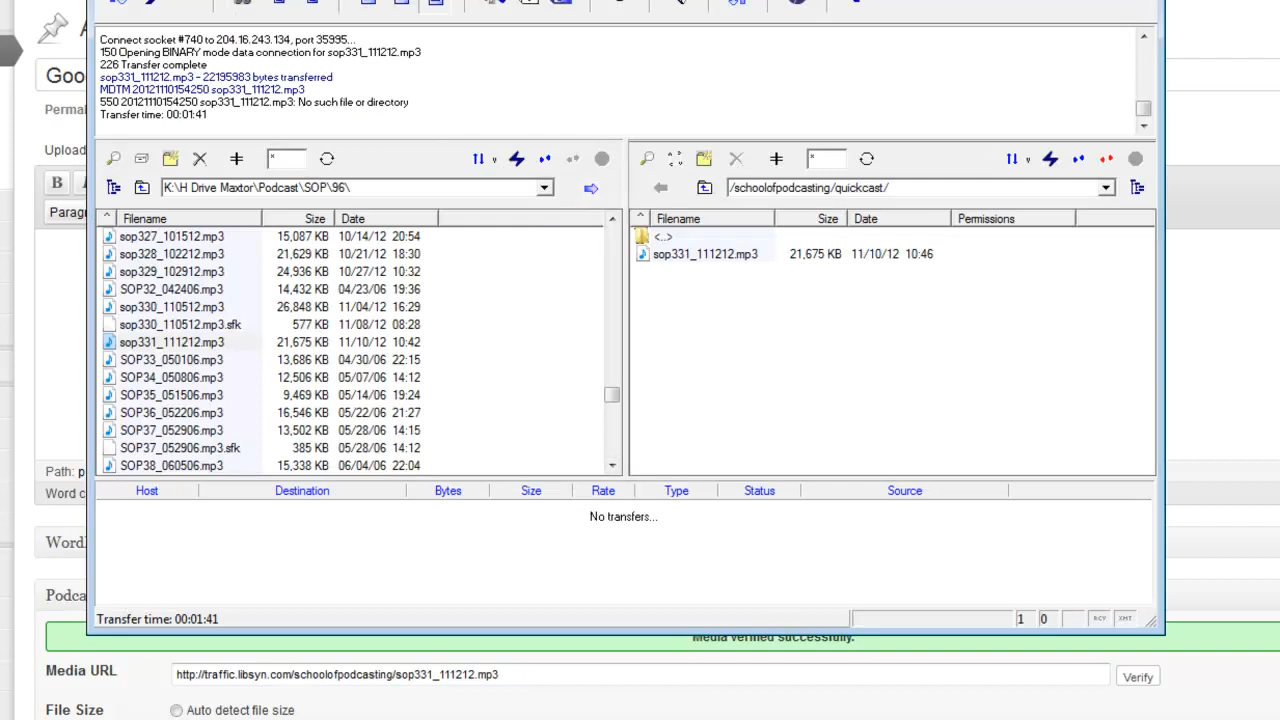 Connect socket #740 to 204.16.243.134, port 35995...
150 Opening BINARY mode data connection for sop331_111212.mp3
226 Transfer complete
sop331_111212.mp3 - 22195983 bytes transferred
MDTM 20121110154250 sop331_111212.mp3
550 20121110154250 sop331_111212.mp3: No such file or directory
Transfer time: 00:01:41
Goo
Permal
Upload
B
Paragr
* *
K:\H Drive Maxtor\Podcast\SOP\96\ /schoolofpodcasting/quickcast/
Filename Size Date Filename Size Date Permissions
sop327_101512.mp3 15,087 KB 10/14/12 20:54 <..>
sop328_102212.mp3 21,629 KB 10/21/12 18:30 sop331_111212.mp3 21,675 KB 11/10/12 10:46
sop329_102912.mp3 24,936 KB 10/27/12 10:32
SOP32_042406.mp3 14,432 KB 04/23/06 19:36
sop330_110512.mp3 26,848 KB 11/04/12 16:29
sop330_110512.mp3.sfk 577 KB 11/08/12 08:28
sop331_111212.mp3 21,675 KB 11/10/12 10:42
SOP33_050106.mp3 13,686 KB 04/30/06 22:15
SOP34_050806.mp3 12,506 KB 05/07/06 14:12
SOP35_051506.mp3 9,469 KB 05/14/06 19:24
SOP36_052206.mp3 16,546 KB 05/22/06 21:27
SOP37_052906.mp3 13,502 KB 05/28/06 14:15
SOP37_052906.mp3.sfk 385 KB 05/28/06 14:12
SOP38_060506.mp3 15,338 KB 06/04/06 22:04
Path: p
Word c
Host Destination Bytes Size Rate Type Status Source
No transfers...
WordI
Podca
Transfer time: 00:01:41 1 0 RCV XMT
Media verified successfully.
Media URL http://traffic.libsyn.com/schoolofpodcasting/sop331_111212.mp3 Verify
File Size Auto detect file size